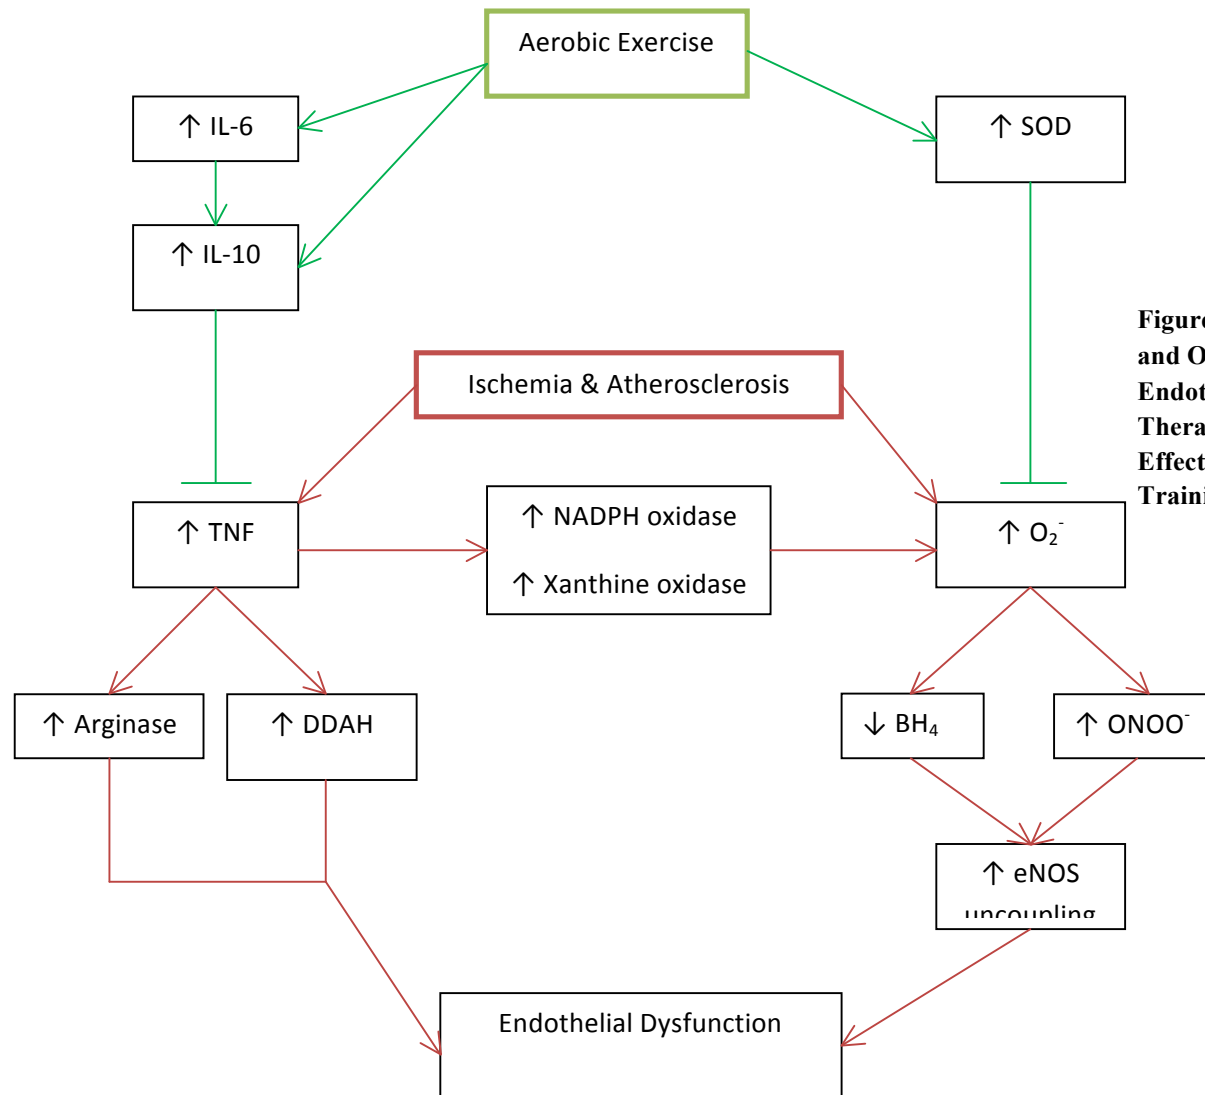 Aerobic Exercise
↑ IL-6
↑ SOD
↑ IL-10
Figure
and O
Endot
Thera
Effect
Traini
Ischemia & Atherosclerosis
↑ TNF
↑ NADPH oxidase
↑ Xanthine oxidase
↑ O₂⁻
↑ Arginase
↑ DDAH
↓ BH₄
↑ ONOO⁻
↑ eNOS
uncoupling
Endothelial Dysfunction